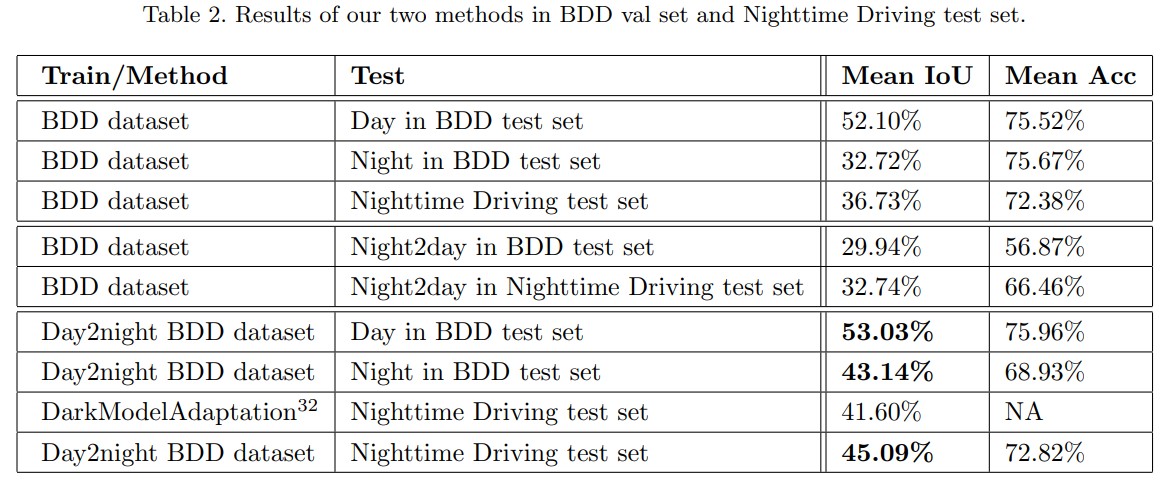 Table 2. Results of our two methods in BDD val set and Nighttime Driving test set.
Train/Method Test Mean IoU Mean Acc
BDD dataset Day in BDD test set 52.10% 75.52%
BDD dataset Night in BDD test set 32.72% 75.67%
BDD dataset Nighttime Driving test set 36.73% 72.38%
BDD dataset Night2day in BDD test set 29.94% 56.87%
BDD dataset Night2day in Nighttime Driving test set 32.74% 66.46%
Day2night BDD dataset Day in BDD test set 53.03% 75.96%
Day2night BDD dataset Night in BDD test set 43.14% 68.93%
DarkModelAdaptation32 Nighttime Driving test set 41.60% NA
Day2night BDD dataset Nighttime Driving test set 45.09% 72.82%